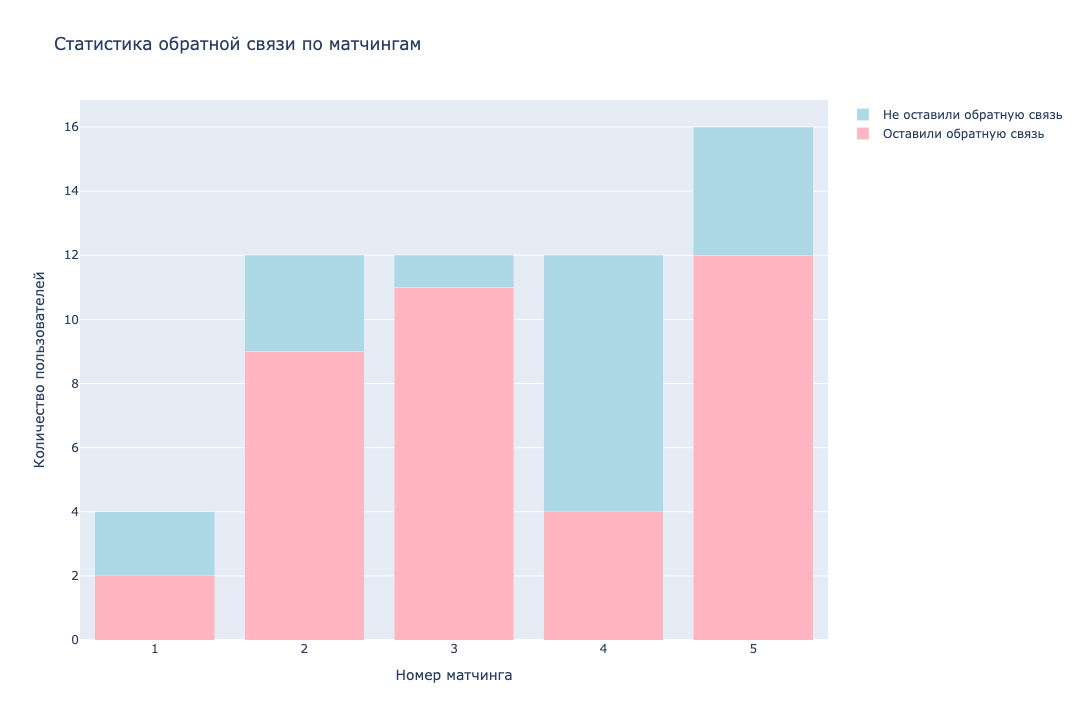 Статистика обратной связи по матчингам
Не оставили обратную связь
Оставили обратную связь
Количество пользователей
16
14
12
10
8
6
4
2
0
1 2 3 4 5
Номер матчинга